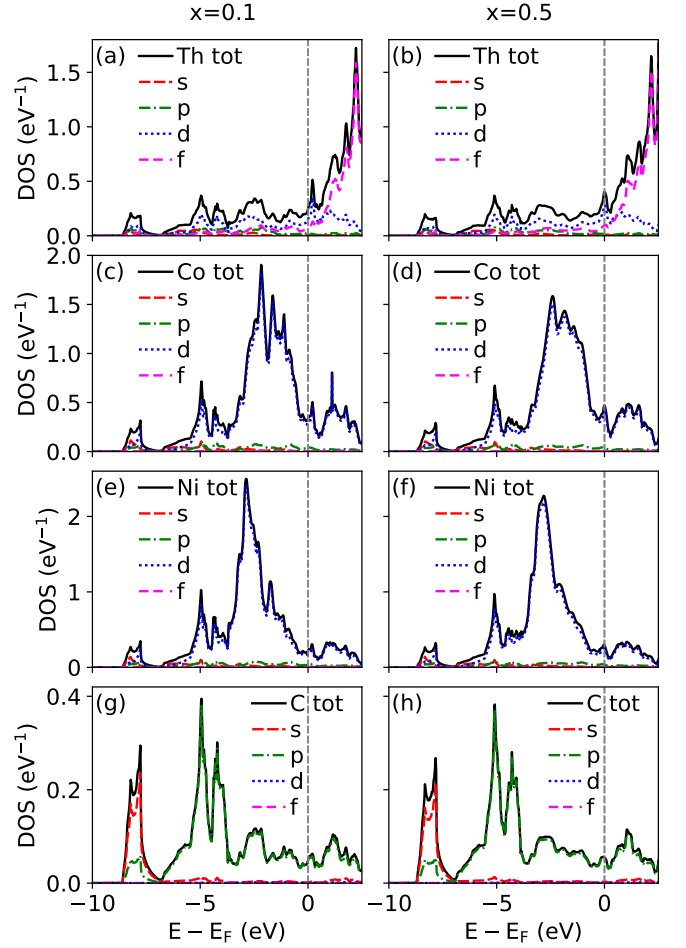 x=0.1 x=0.5
(a) Th tot (b) Th tot
s s
p p
d d
f f
DOS (eV⁻¹)
1.5
1.0
0.5
0.0
(c) Co tot (d) Co tot
s s
p p
d d
f f
DOS (eV⁻¹)
2.0
1.5
1.0
0.5
0.0
(e) Ni tot (f) Ni tot
s s
p p
d d
f f
DOS (eV⁻¹)
2
1
0
(g) C tot (h) C tot
s s
p p
d d
f f
DOS (eV⁻¹)
0.4
0.2
0.0
−10 −5 0 −5 0
E − E_F (eV) E − E_F (eV)